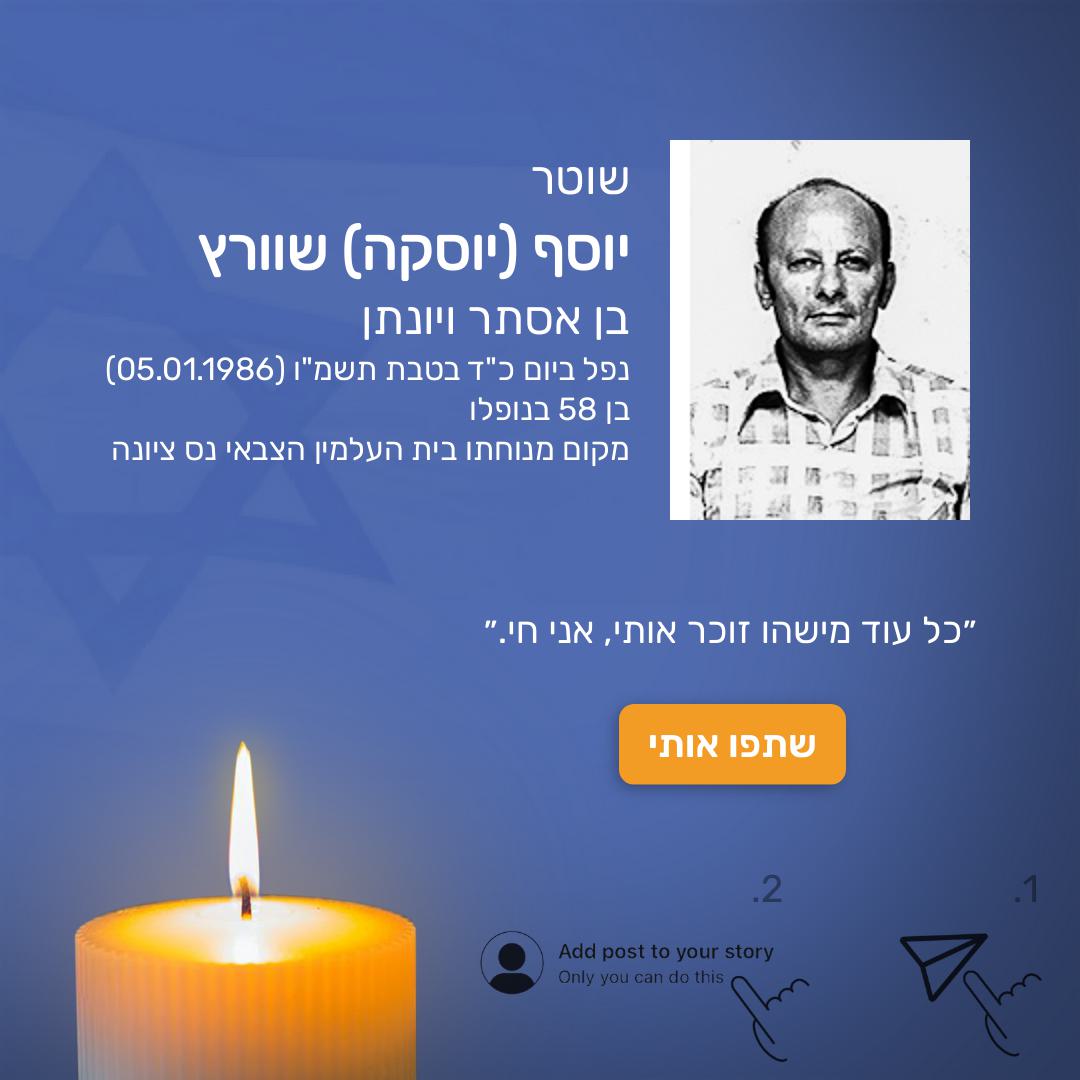 שוטר
יוסף (יוסקה) שוורץ
בן אסתר ויונתן
נפל ביום כ"ד בטבת תשמ"ו (05.01.1986)
בן 58 בנופלו
מקום מנוחתו בית העלמין הצבאי נס ציונה
״כל עוד מישהו זוכר אותי, אני חי.״
שתפו אותי
1.
2.
Add post to your story
Only you can do this